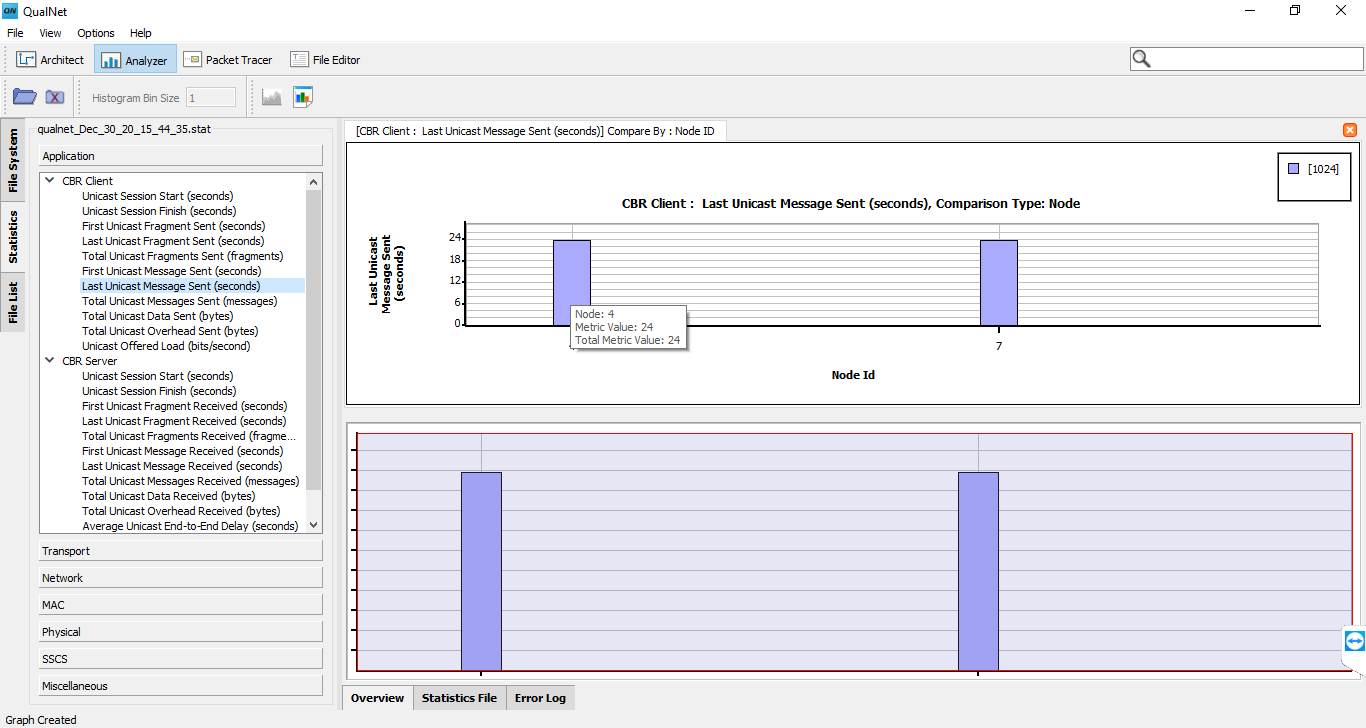 QN QualNet
File View Options Help
Architect Analyzer Packet Tracer File Editor
Histogram Bin Size 1
File System
Statistics
File List
qualnet_Dec_30_20_15_44_35.stat
Application
CBR Client
Unicast Session Start (seconds)
Unicast Session Finish (seconds)
First Unicast Fragment Sent (seconds)
Last Unicast Fragment Sent (seconds)
Total Unicast Fragments Sent (fragments)
First Unicast Message Sent (seconds)
Last Unicast Message Sent (seconds)
Total Unicast Messages Sent (messages)
Total Unicast Data Sent (bytes)
Total Unicast Overhead Sent (bytes)
Unicast Offered Load (bits/second)
CBR Server
Unicast Session Start (seconds)
Unicast Session Finish (seconds)
First Unicast Fragment Received (seconds)
Last Unicast Fragment Received (seconds)
Total Unicast Fragments Received (fragme...
First Unicast Message Received (seconds)
Last Unicast Message Received (seconds)
Total Unicast Messages Received (messages)
Total Unicast Data Received (bytes)
Total Unicast Overhead Received (bytes)
Average Unicast End-to-End Delay (seconds)
Transport
Network
MAC
Physical
SSCS
Miscellaneous
[CBR Client : Last Unicast Message Sent (seconds)] Compare By : Node ID
[1024]
CBR Client : Last Unicast Message Sent (seconds), Comparison Type: Node
Last Unicast
Message Sent
(seconds)
24
18
12
6
0
Node: 4
Metric Value: 24
Total Metric Value: 24
7
Node Id
Overview Statistics File Error Log
Graph Created